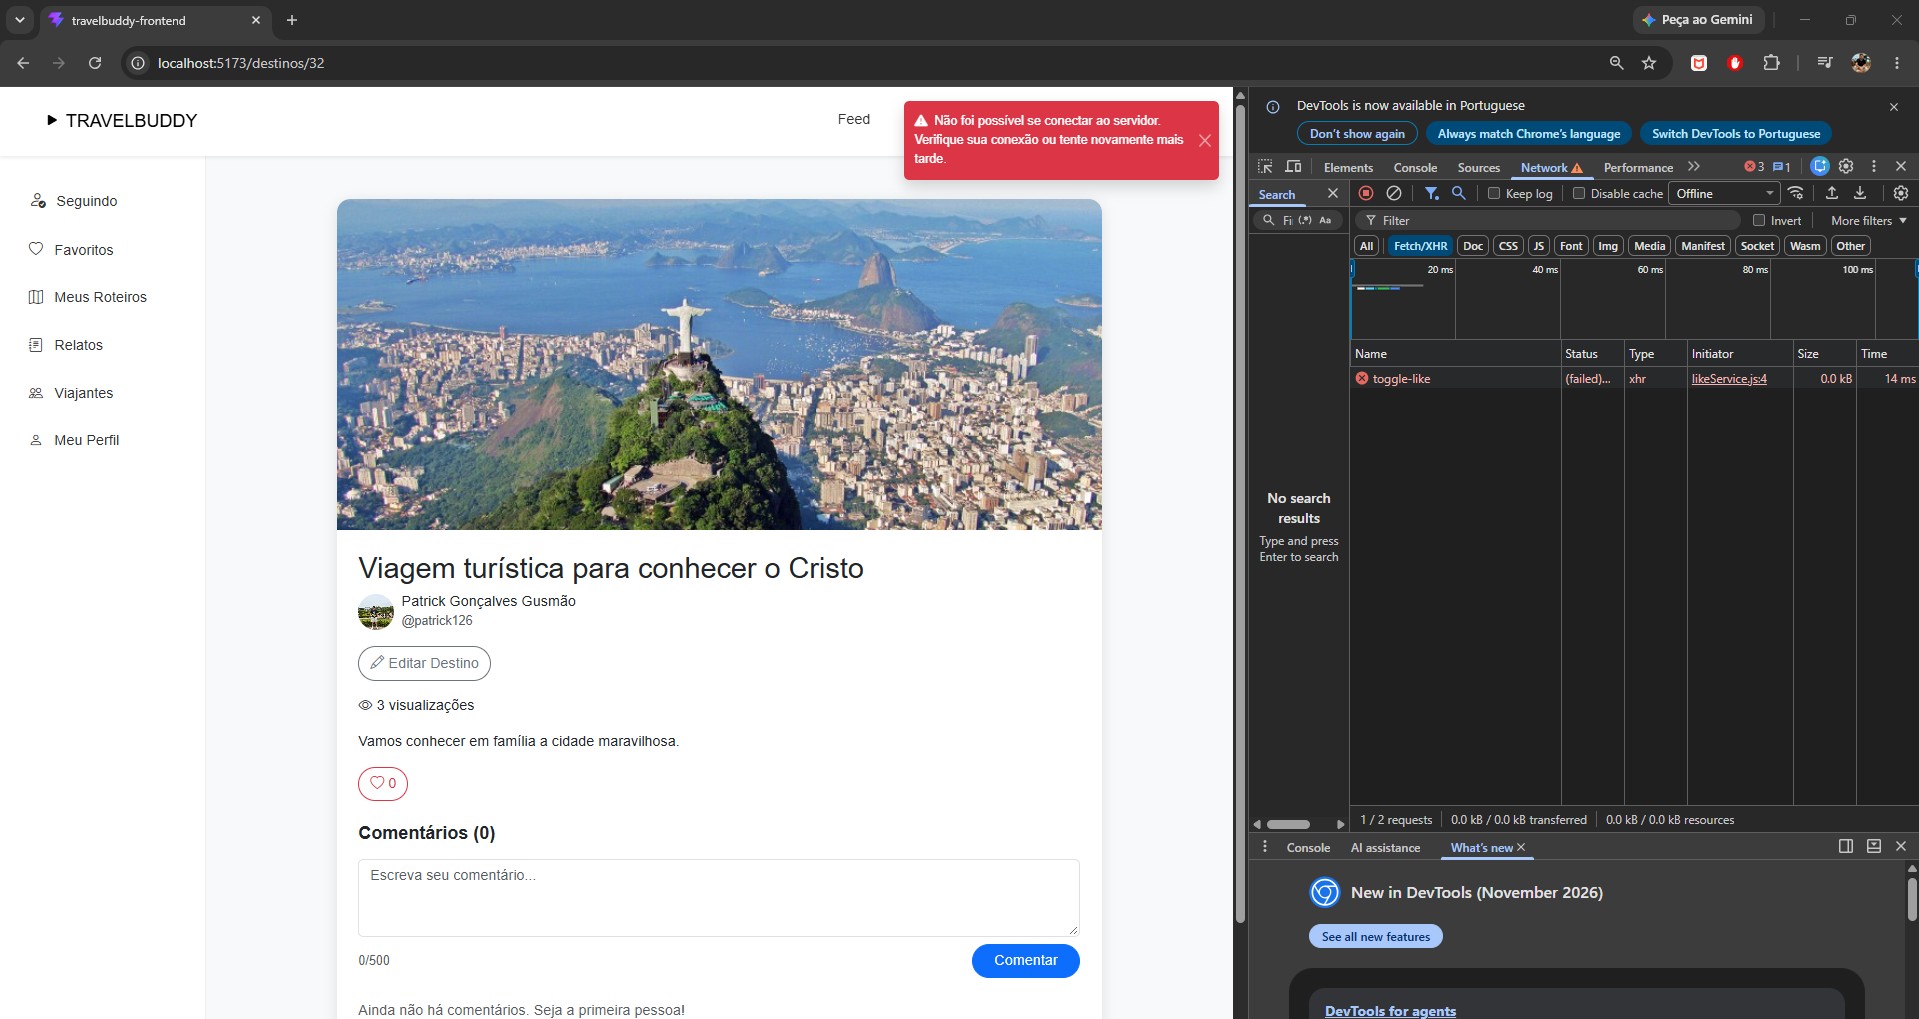 travelbuddy-frontend
Peça ao Gemini
localhost:5173/destinos/32
TRAVELBUDDY
Feed
Não foi possível se conectar ao servidor.
Verifique sua conexão ou tente novamente mais
tarde.
Seguindo
Favoritos
Meus Roteiros
Relatos
Viajantes
Meu Perfil
Viagem turística para conhecer o Cristo
Patrick Gonçalves Gusmão
@patrick126
Editar Destino
3 visualizações
Vamos conhecer em família a cidade maravilhosa.
0
Comentários (0)
Escreva seu comentário...
0/500
Comentar
Ainda não há comentários. Seja a primeira pessoa!
DevTools is now available in Portuguese
Don't show again
Always match Chrome's language
Switch DevTools to Portuguese
Elements
Console
Sources
Network
Performance
3
1
Search
Keep log
Disable cache
Offline
Fi
(.*)
Aa
Filter
Invert
More filters
All
Fetch/XHR
Doc
CSS
JS
Font
Img
Media
Manifest
Socket
Wasm
Other
20 ms
40 ms
60 ms
80 ms
100 ms
Name
Status
Type
Initiator
Size
Time
toggle-like
(failed)...
xhr
likeService.js:4
0.0 kB
14 ms
No search
results
Type and press
Enter to search
1 / 2 requests
0.0 kB / 0.0 kB transferred
0.0 kB / 0.0 kB resources
Console
AI assistance
What's new
New in DevTools (November 2026)
See all new features
DevTools for agents